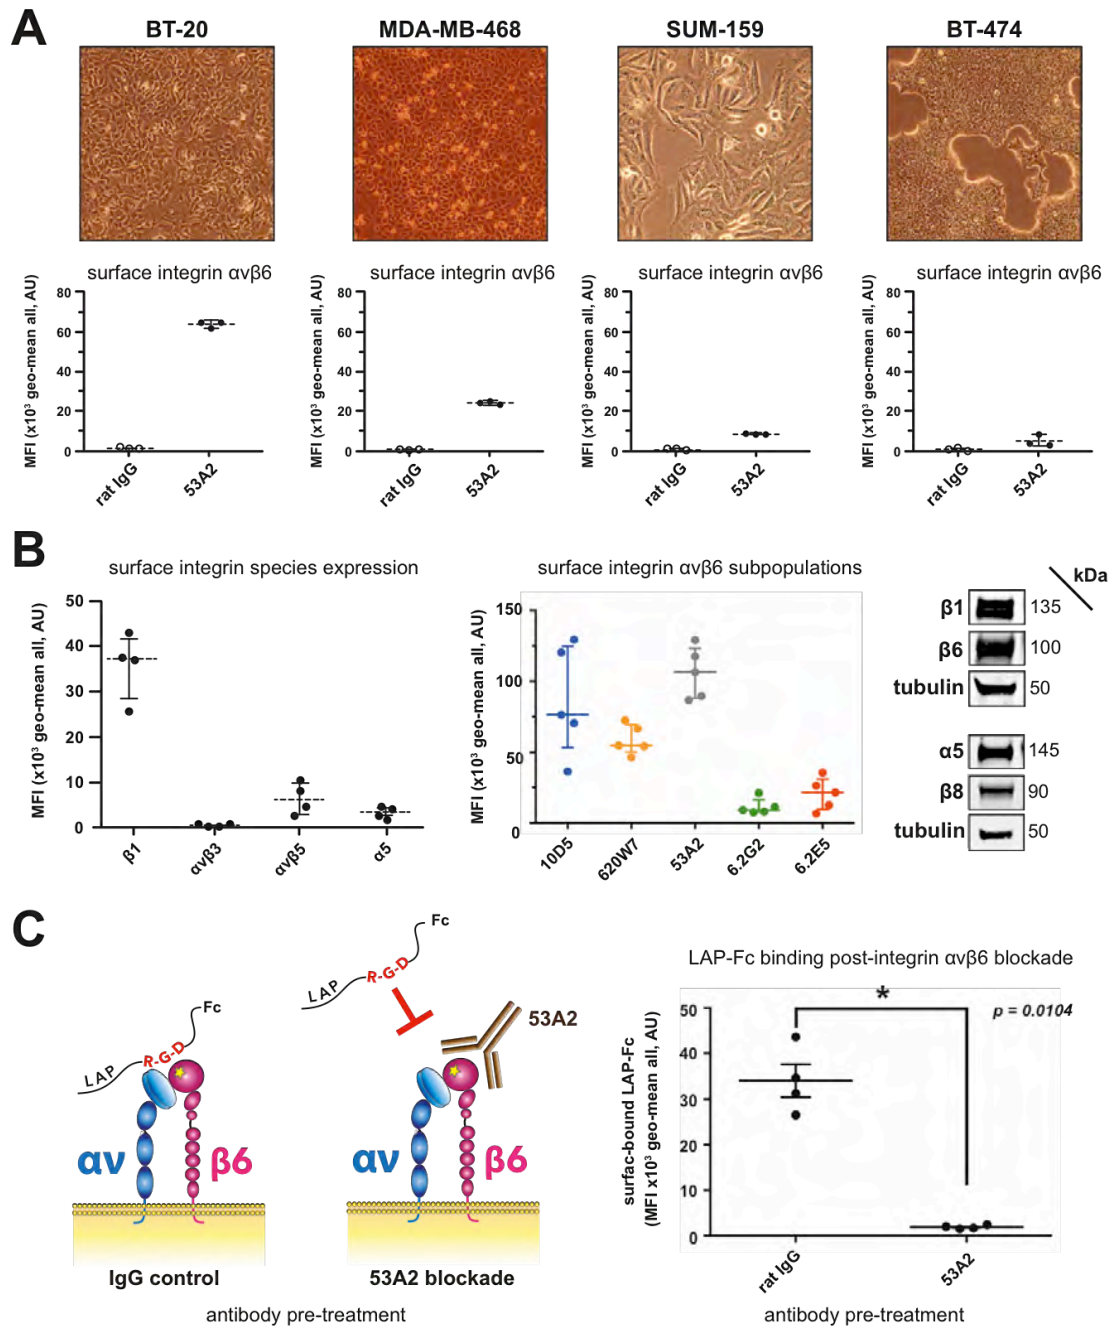 A
BT-20
MDA-MB-468
SUM-159
BT-474
surface integrin αvβ6
surface integrin αvβ6
surface integrin αvβ6
surface integrin αvβ6
MFI (x10³ geo-mean all, AU)
80
60
40
20
0
rat IgG
53A2
MFI (x10³ geo-mean all, AU)
80
60
40
20
0
rat IgG
53A2
MFI (x10³ geo-mean all, AU)
80
60
40
20
0
rat IgG
53A2
MFI (x10³ geo-mean all, AU)
80
60
40
20
0
rat IgG
53A2
B
surface integrin species expression
MFI (x10³ geo-mean all, AU)
50
40
30
20
10
0
β1
αvβ3
αvβ5
α5
surface integrin αvβ6 subpopulations
MFI (x10³ geo-mean all, AU)
150
100
50
0
10D5
620W7
53A2
6.2G2
6.2E5
kDa
β1
135
β6
100
tubulin
50
α5
145
β8
90
tubulin
50
C
Fc
LAP
R-G-D
αv
β6
IgG control
Fc
LAP
R-G-D
53A2
αv
β6
53A2 blockade
antibody pre-treatment
LAP-Fc binding post-integrin αvβ6 blockade
*
p = 0.0104
surfac-bound LAP-Fc
(MFI x10³ geo-mean all, AU)
50
40
30
20
10
0
rat IgG
53A2
antibody pre-treatment